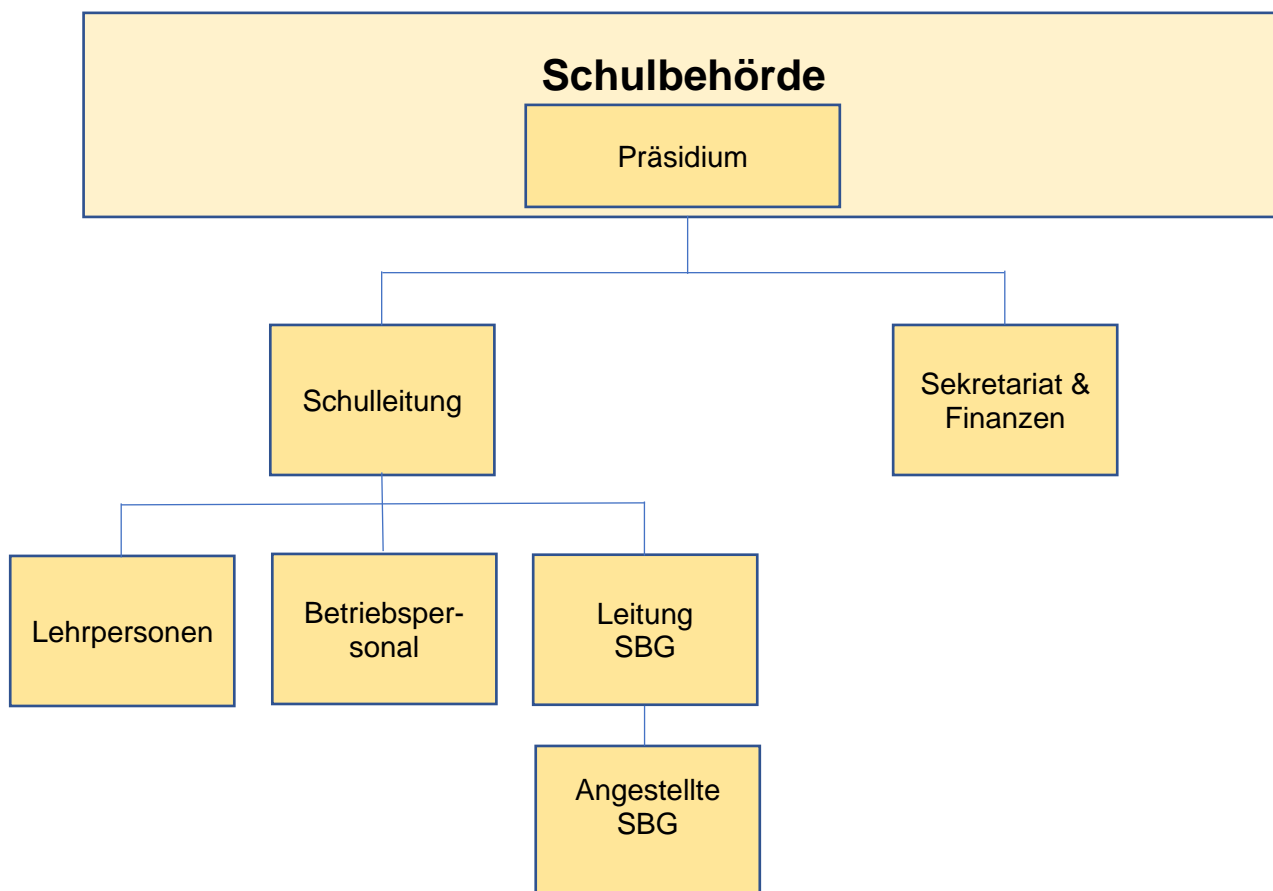 Schulbehörde
Präsidium
Schulleitung
Sekretariat &
Finanzen
Lehrpersonen
Betriebsper-
sonal
Leitung
SBG
Angestellte
SBG